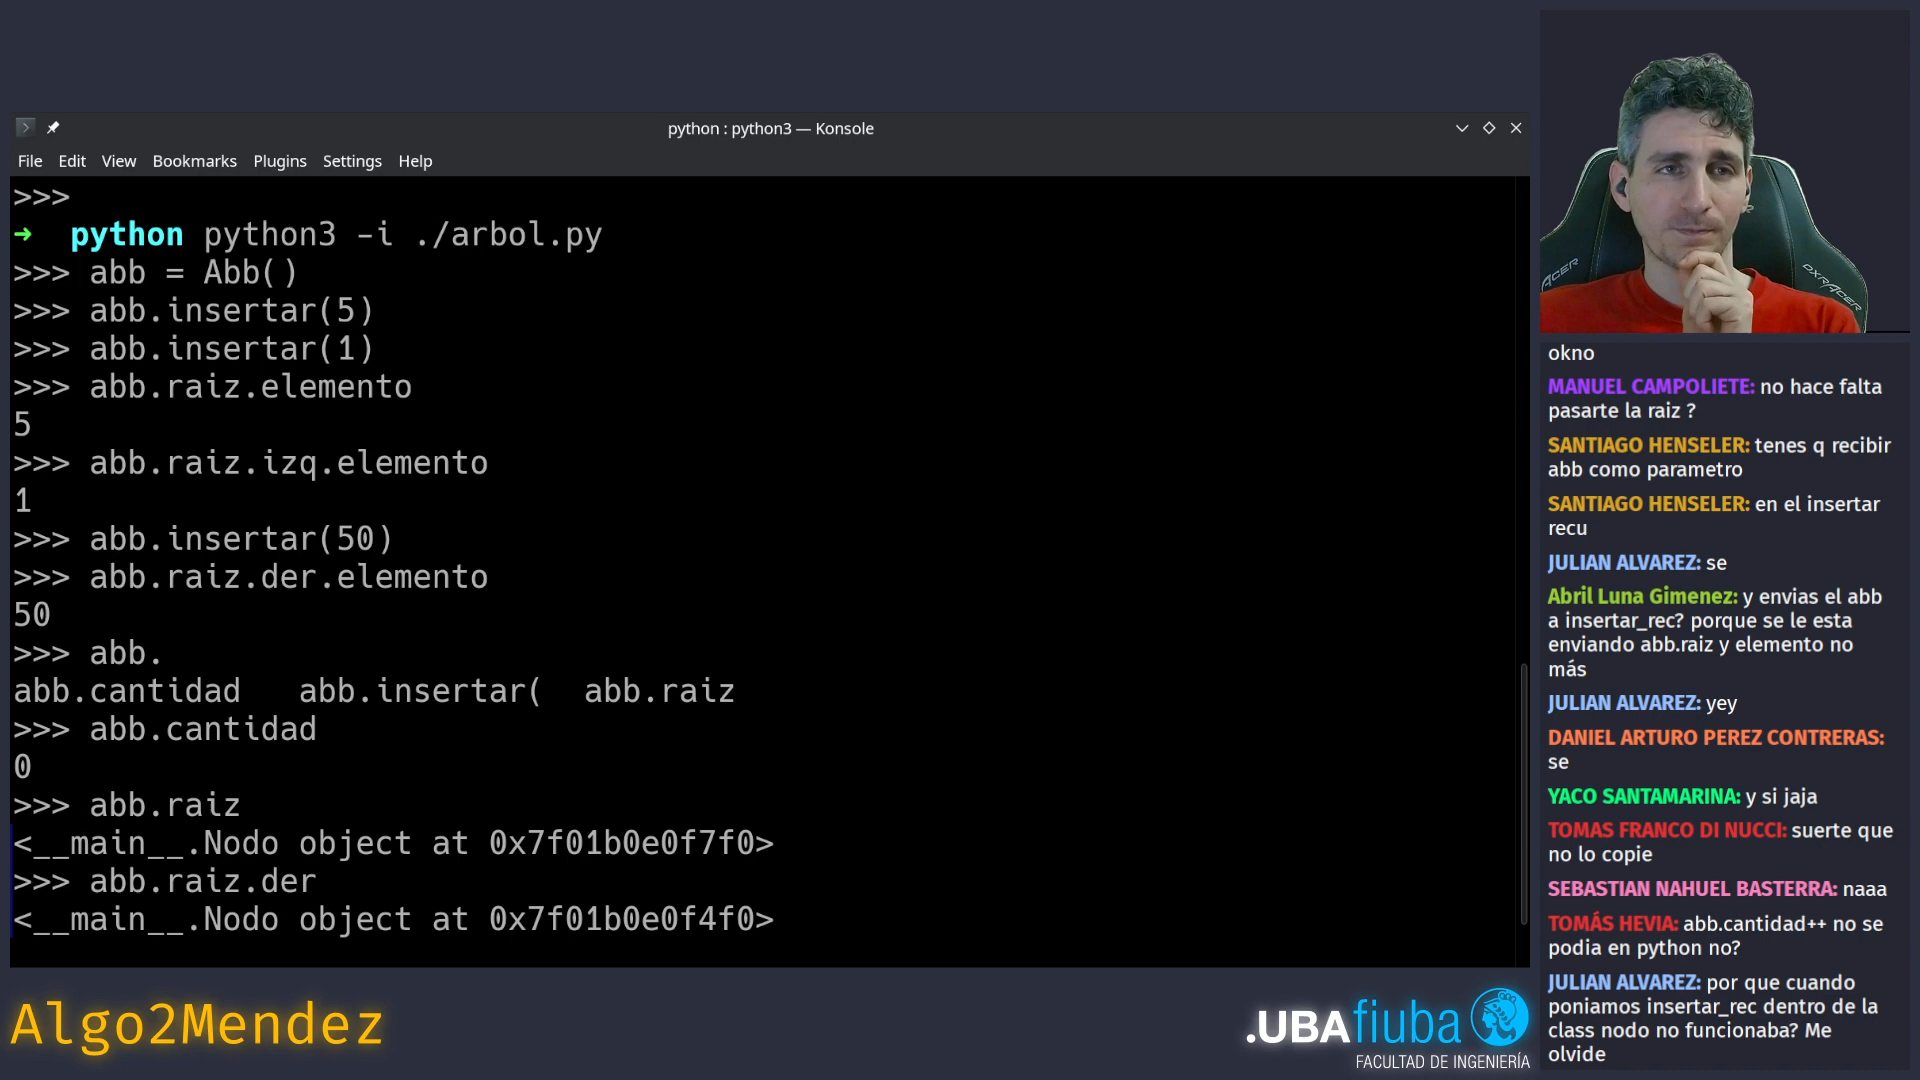 python : python3 — Konsole
File Edit View Bookmarks Plugins Settings Help
>>>
➜ python python3 -i ./arbol.py
>>> abb = Abb()
>>> abb.insertar(5)
>>> abb.insertar(1)
>>> abb.raiz.elemento
5
>>> abb.raiz.izq.elemento
1
>>> abb.insertar(50)
>>> abb.raiz.der.elemento
50
>>> abb.
abb.cantidad abb.insertar( abb.raiz
>>> abb.cantidad
0
>>> abb.raiz
<__main__.Nodo object at 0x7f01b0e0f7f0>
>>> abb.raiz.der
<__main__.Nodo object at 0x7f01b0e0f4f0>
Algo2Mendez
.UBAfiuba
FACULTAD DE INGENIERÍA
ACER
DXRACER
okno
MANUEL CAMPOLIETE: no hace falta
pasarte la raiz ?
SANTIAGO HENSELER: tenes q recibir
abb como parametro
SANTIAGO HENSELER: en el insertar
recu
JULIAN ALVAREZ: se
Abril Luna Gimenez: y envias el abb
a insertar_rec? porque se le esta
enviando abb.raiz y elemento no
más
JULIAN ALVAREZ: yey
DANIEL ARTURO PEREZ CONTRERAS:
se
YACO SANTAMARINA: y si jaja
TOMAS FRANCO DI NUCCI: suerte que
no lo copie
SEBASTIAN NAHUEL BASTERRA: naaa
TOMÁS HEVIA: abb.cantidad++ no se
podia en python no?
JULIAN ALVAREZ: por que cuando
poniamos insertar_rec dentro de la
class nodo no funcionaba? Me
olvide